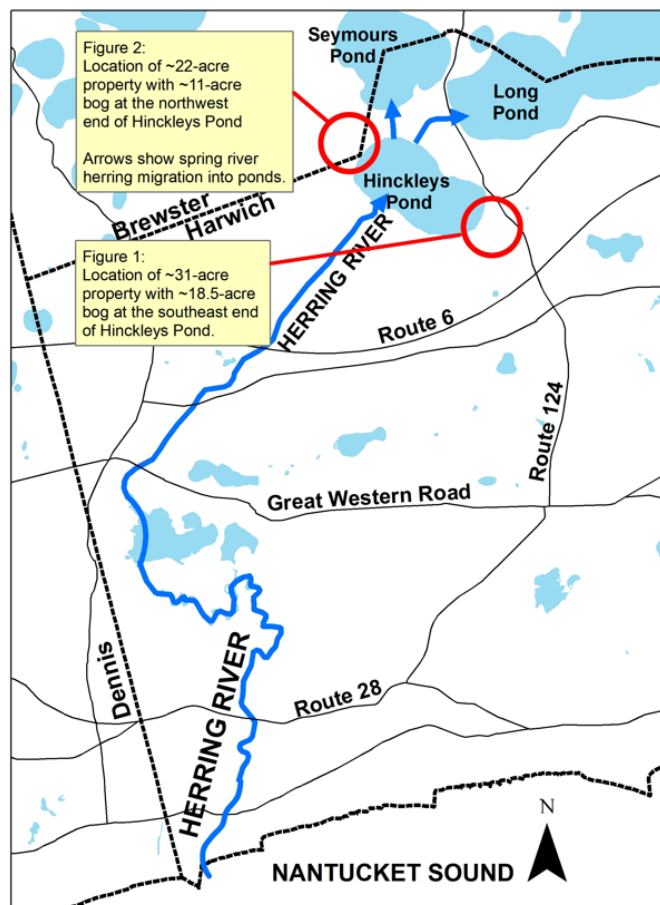 Seymours
Pond
Figure 2:
Location of ~22-acre
property with ~11-acre
bog at the northwest
end of Hinckleys Pond
Arrows show spring river
herring migration into ponds.
Long
Pond
Hinckleys
Pond
Brewster
Harwich
Figure 1:
Location of ~31-acre
property with ~18.5-acre
bog at the southeast end
of Hinckleys Pond.
HERRING RIVER
Route 6
Route 124
Great Western Road
Dennis
HERRING RIVER
Route 28
N
NANTUCKET SOUND